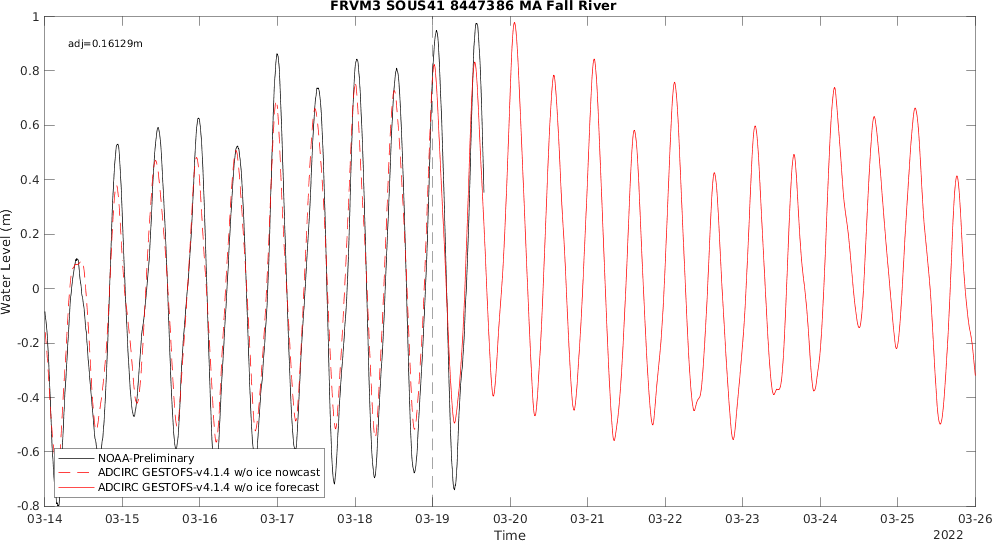 FRVM3 SOUS41 8447386 MA Fall River
adj=0.16129m
1
0.8
0.6
0.4
0.2
0
-0.2
-0.4
-0.6
-0.8
Water Level (m)
NOAA-Preliminary
ADCIRC GESTOFS-v4.1.4 w/o ice nowcast
ADCIRC GESTOFS-v4.1.4 w/o ice forecast
03-14 03-15 03-16 03-17 03-18 03-19 03-20 03-21 03-22 03-23 03-24 03-25 03-26
Time
2022